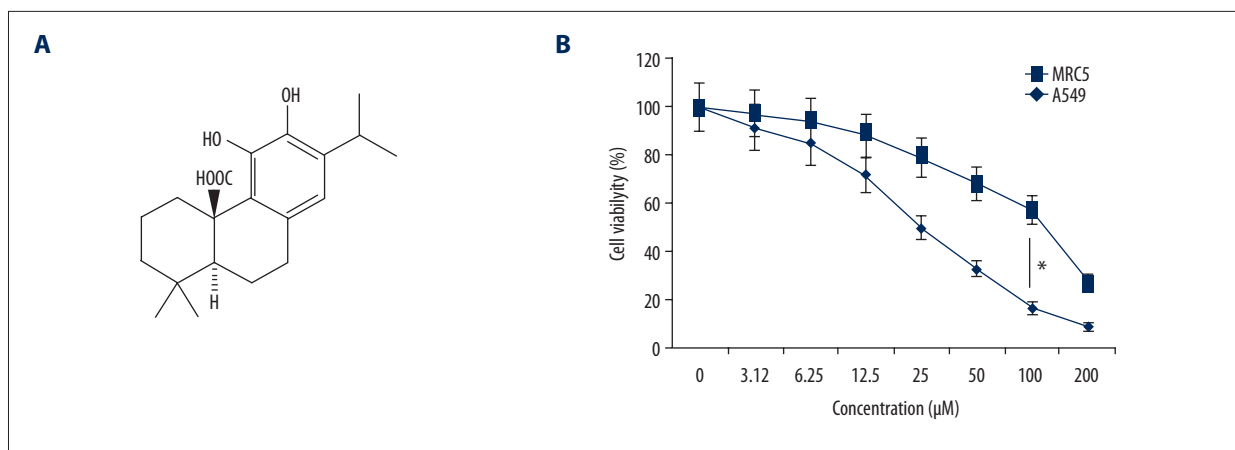 A
OH
HO
HOOC
H
B
120
100
80
60
40
20
0
Cell viabilyity (%)
MRC5
A549
*
0 3.12 6.25 12.5 25 50 100 200
Concentration (µM)